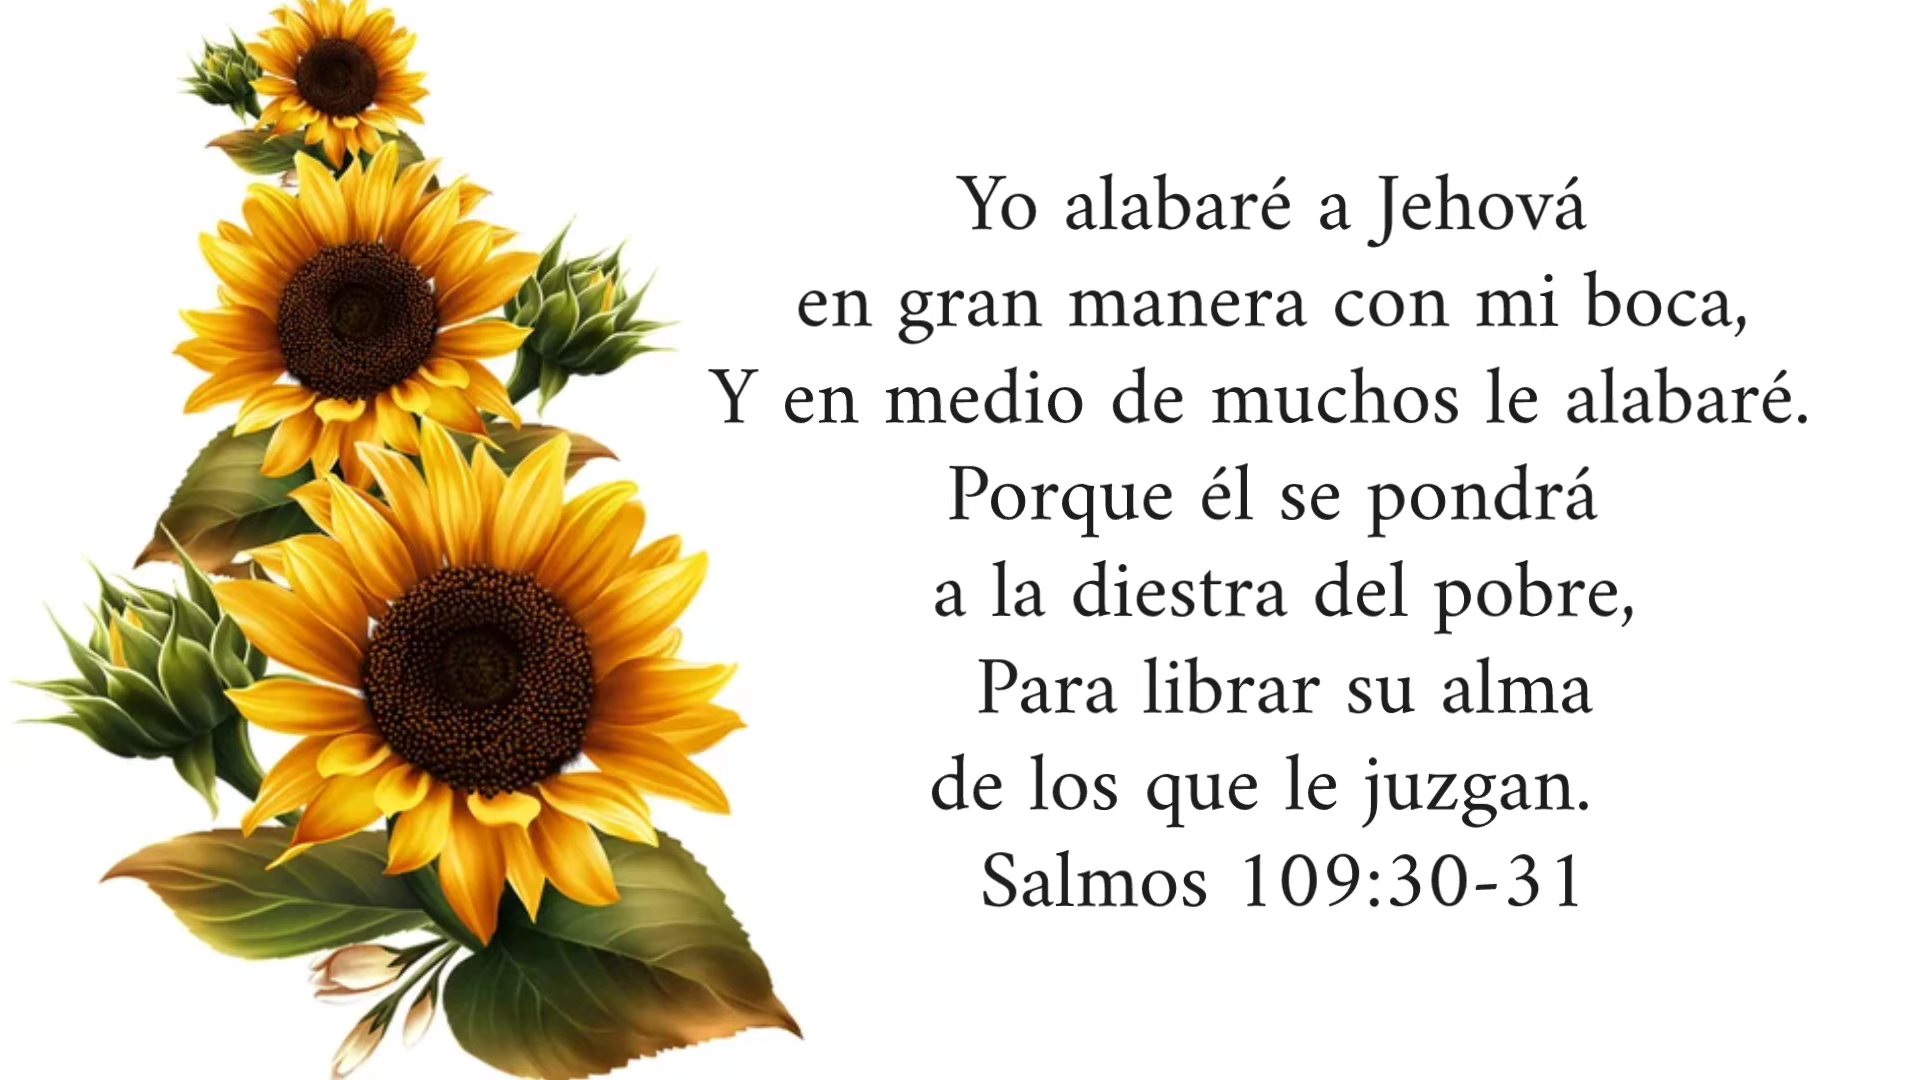 Yo alabaré a Jehová
en gran manera con mi boca,
Y en medio de muchos le alabaré.
Porque él se pondrá
a la diestra del pobre,
Para librar su alma
de los que le juzgan.
Salmos 109:30-31